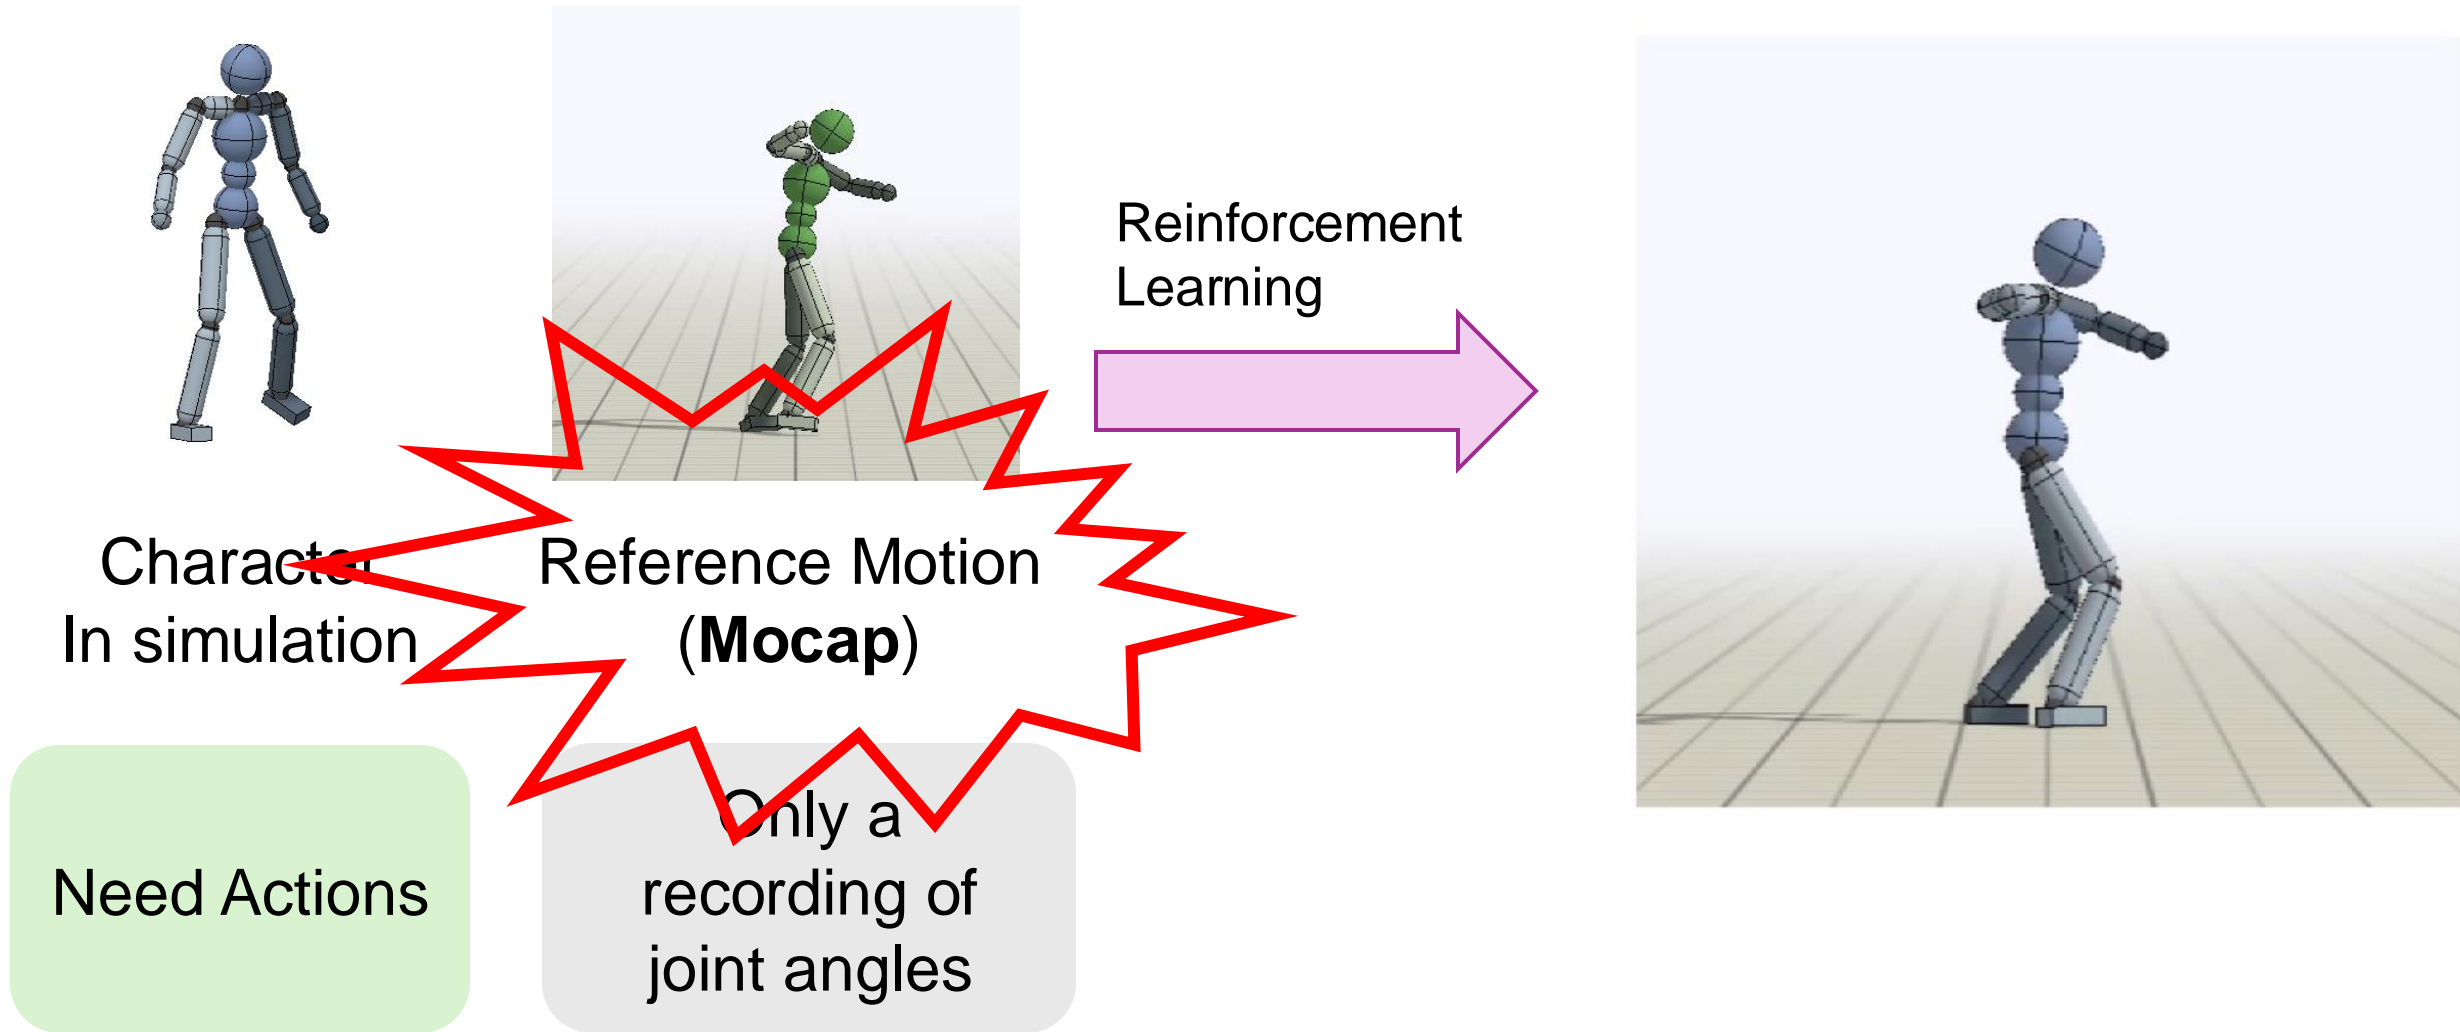 Reinforcement
Learning
Character
In simulation
Reference Motion
(Mocap)
Need Actions
Only a
recording of
joint angles